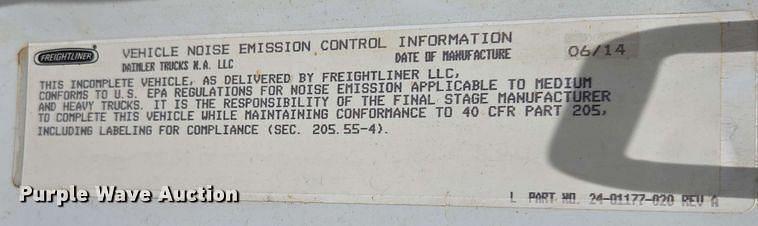 FREIGHTLINER
VEHICLE NOISE EMISSION CONTROL INFORMATION
DAIMLER TRUCKS N.A. LLC DATE OF MANUFACTURE 06/14
THIS INCOMPLETE VEHICLE, AS DELIVERED BY FREIGHTLINER LLC,
CONFORMS TO U.S. EPA REGULATIONS FOR NOISE EMISSION APPLICABLE TO MEDIUM
AND HEAVY TRUCKS. IT IS THE RESPONSIBILITY OF THE FINAL STAGE MANUFACTURER
TO COMPLETE THIS VEHICLE WHILE MAINTAINING CONFORMANCE TO 40 CFR PART 205,
INCLUDING LABELING FOR COMPLIANCE (SEC. 205.55-4).
L PART NO. 24-01177-020 REV A
Purple Wave Auction